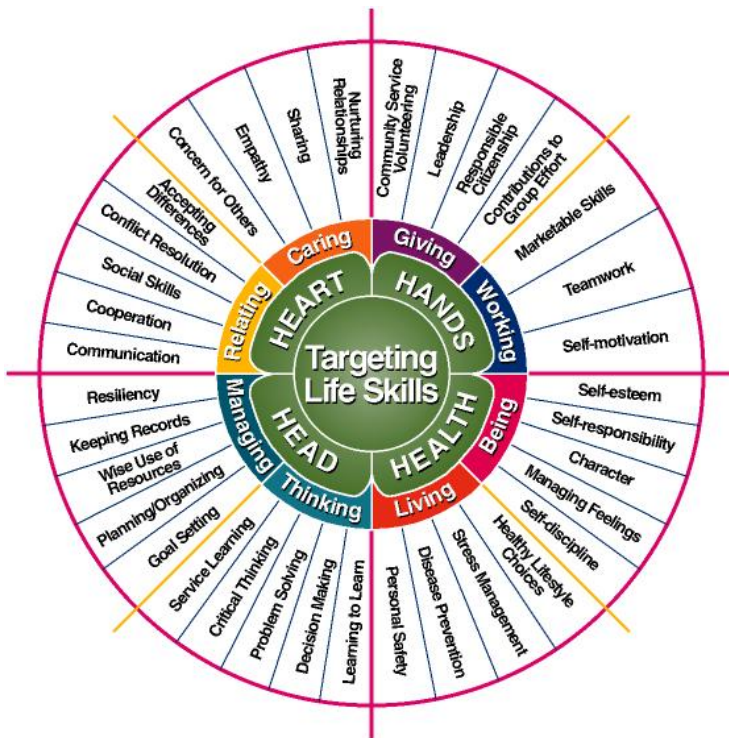 Targeting
Life Skills
HEART
HANDS
HEALTH
HEAD
Caring
Giving
Working
Being
Living
Thinking
Managing
Relating
Nurturing
Relationships
Sharing
Empathy
Concern for Others
Accepting
Differences
Conflict Resolution
Social Skills
Cooperation
Communication
Community Service
Volunteering
Leadership
Responsible
Citizenship
Contributions to
Group Effort
Marketable Skills
Teamwork
Self-motivation
Self-esteem
Self-responsibility
Character
Managing Feelings
Self-discipline
Healthy Lifestyle
Choices
Stress Management
Disease Prevention
Personal Safety
Learning to Learn
Decision Making
Problem Solving
Critical Thinking
Service Learning
Goal Setting
Planning/Organizing
Wise Use of
Resources
Keeping Records
Resiliency